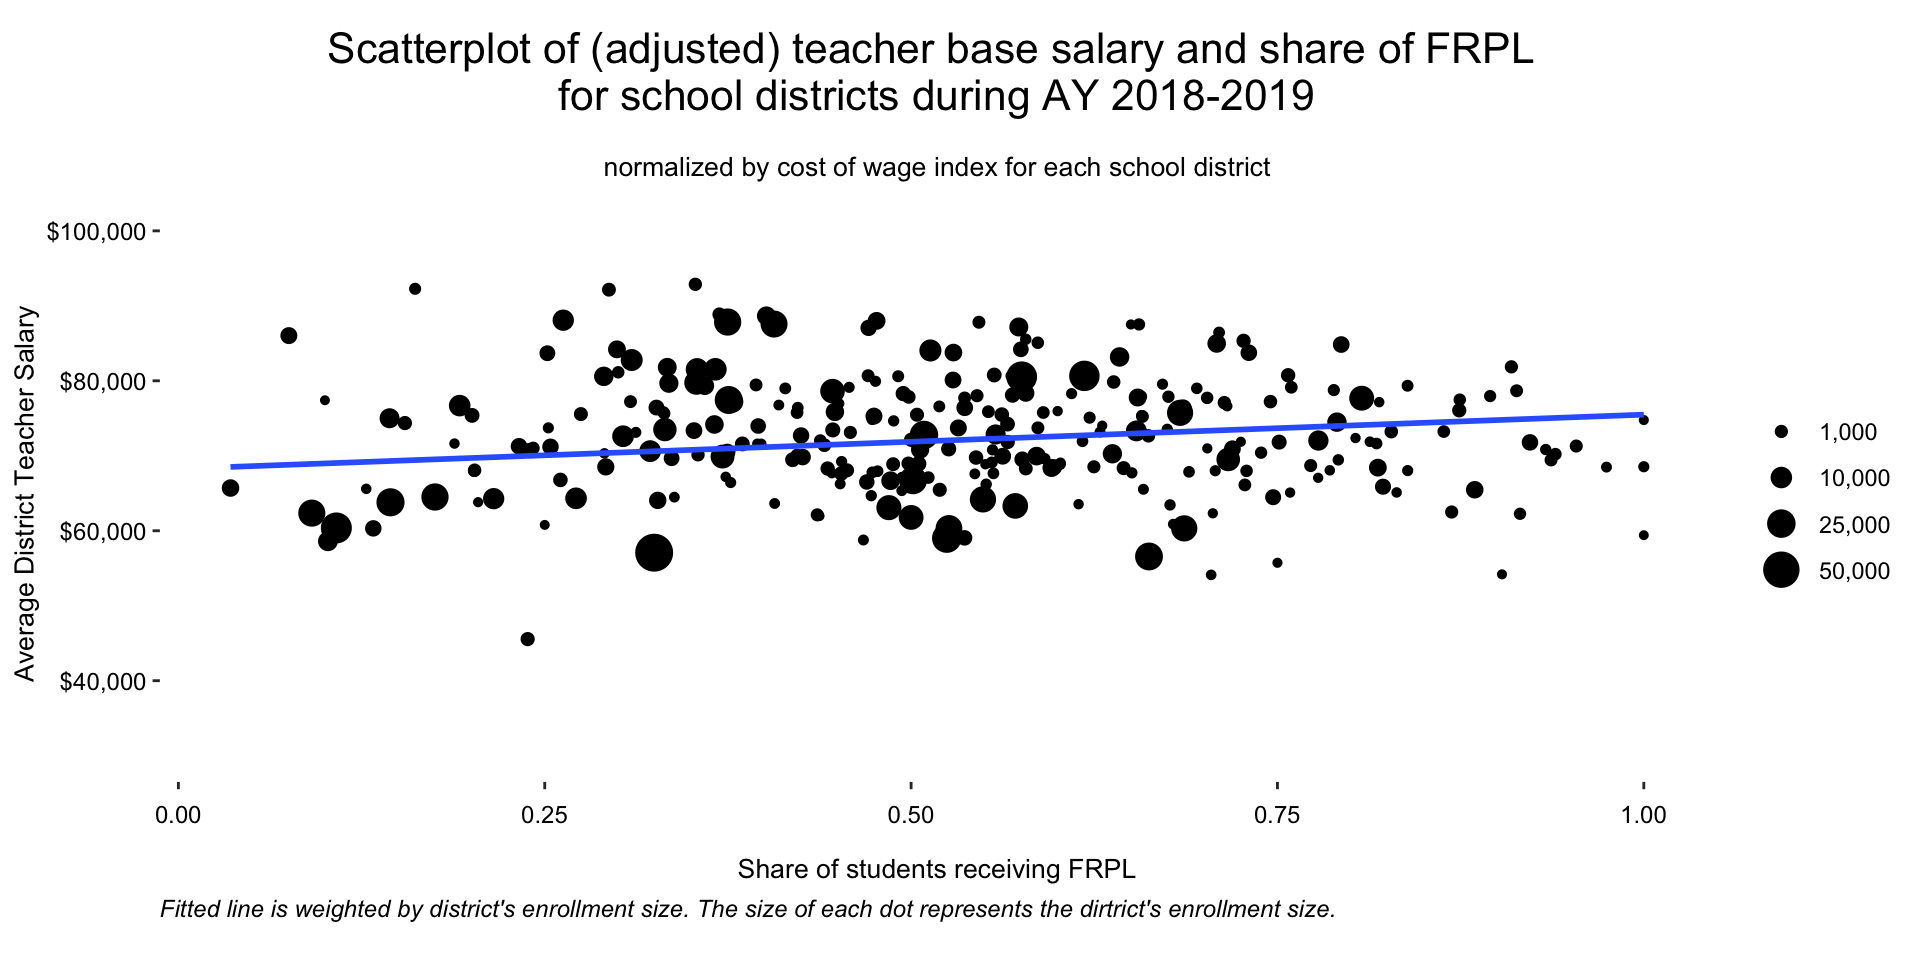 Scatterplot of (adjusted) teacher base salary and share of FRPL
for school districts during AY 2018-2019
normalized by cost of wage index for each school district
$100,000
$80,000
$60,000
$40,000
Average District Teacher Salary
1,000
10,000
25,000
50,000
0.00
0.25
0.50
0.75
1.00
Share of students receiving FRPL
Fitted line is weighted by district's enrollment size. The size of each dot represents the dirtrict's enrollment size.